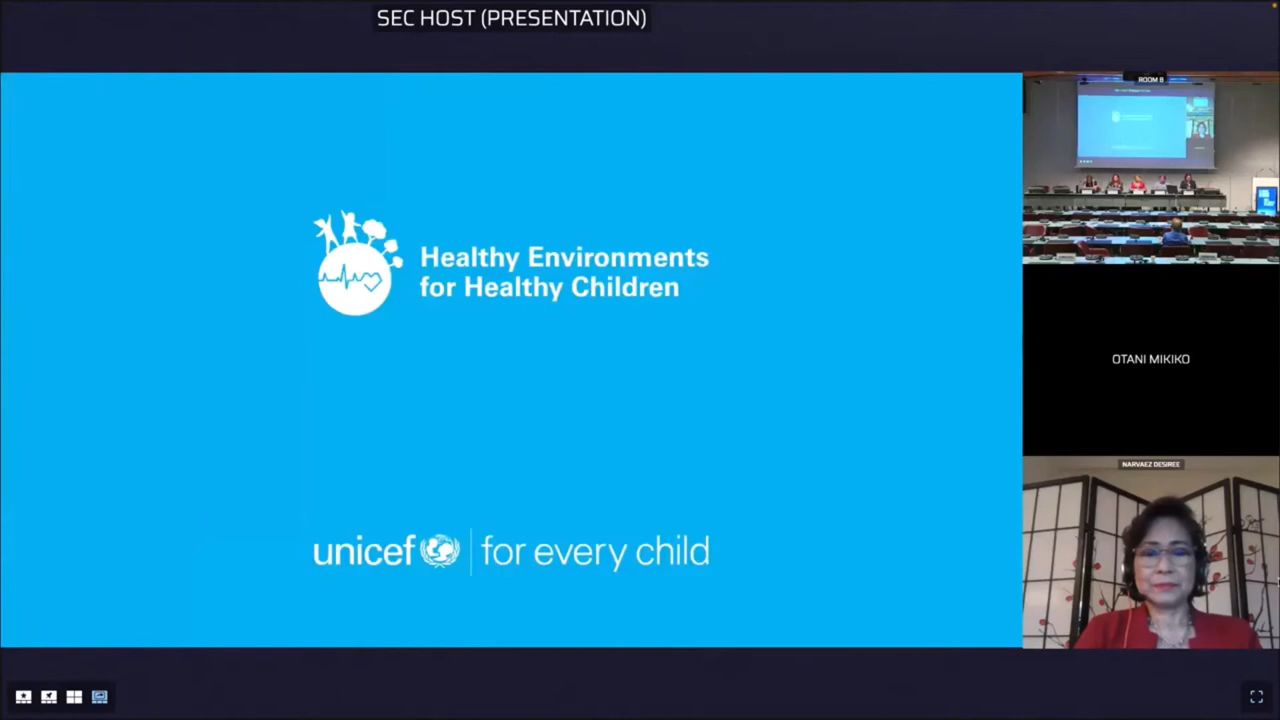 SEC HOST (PRESENTATION)
ROOM B
Healthy Environments
for Healthy Children
OTANI MIKIKO
NARVAEZ DESIREE
unicef for every child